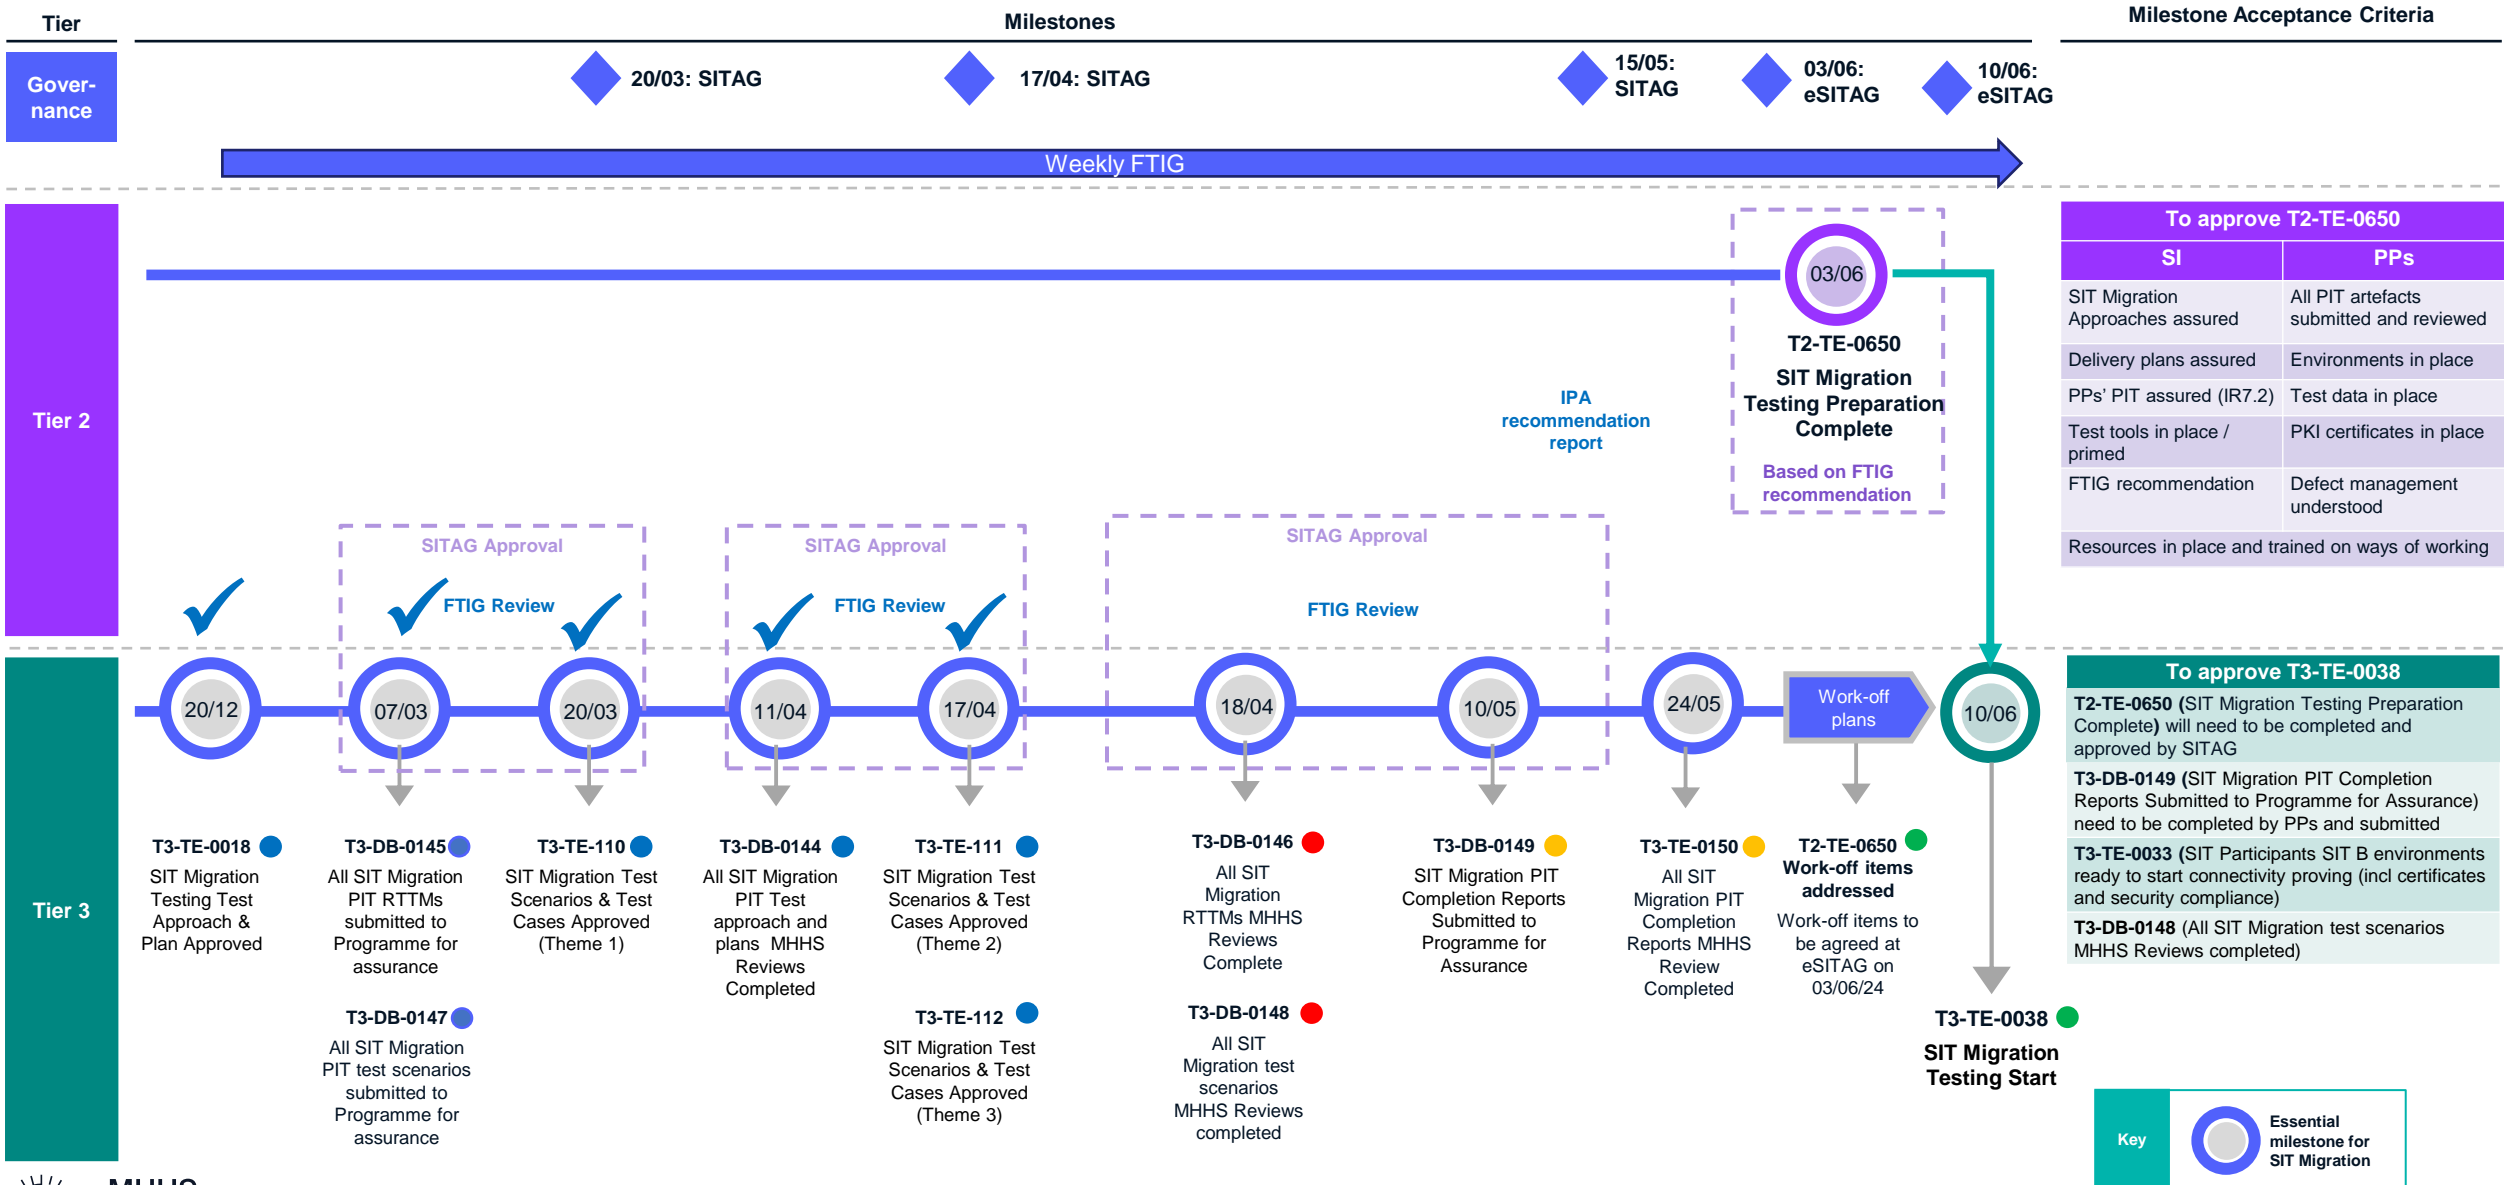 Tier
Milestones
Milestone Acceptance Criteria
Gover-
nance
20/03: SITAG
17/04: SITAG
15/05:
SITAG
03/06:
eSITAG
10/06:
eSITAG
Weekly FTIG
Tier 2
03/06
T2-TE-0650
SIT Migration
Testing Preparation
Complete
Based on FTIG
recommendation
IPA
recommendation
report
SITAG Approval
FTIG Review
SITAG Approval
FTIG Review
SITAG Approval
FTIG Review
To approve T2-TE-0650
SI
PPs
SIT Migration
Approaches assured
All PIT artefacts
submitted and reviewed
Delivery plans assured
Environments in place
PPs' PIT assured (IR7.2)
Test data in place
Test tools in place /
primed
PKI certificates in place
FTIG recommendation
Defect management
understood
Resources in place and trained on ways of working
Tier 3
20/12
07/03
20/03
11/04
17/04
18/04
10/05
24/05
Work-off
plans
10/06
T3-TE-0018
SIT Migration
Testing Test
Approach &
Plan Approved
T3-DB-0145
All SIT Migration
PIT RTTMs
submitted to
Programme for
assurance
T3-DB-0147
All SIT Migration
PIT test scenarios
submitted to
Programme for
assurance
T3-TE-110
SIT Migration Test
Scenarios & Test
Cases Approved
(Theme 1)
T3-DB-0144
All SIT Migration
PIT Test
approach and
plans MHHS
Reviews
Completed
T3-TE-111
SIT Migration Test
Scenarios & Test
Cases Approved
(Theme 2)
T3-TE-112
SIT Migration Test
Scenarios & Test
Cases Approved
(Theme 3)
T3-DB-0146
All SIT
Migration
RTTMs MHHS
Reviews
Complete
T3-DB-0148
All SIT
Migration test
scenarios
MHHS Reviews
completed
T3-DB-0149
SIT Migration PIT
Completion Reports
Submitted to
Programme for
Assurance
T3-TE-0150
All SIT
Migration PIT
Completion
Reports MHHS
Review
Completed
T2-TE-0650
Work-off items
addressed
Work-off items to
be agreed at
eSITAG on
03/06/24
T3-TE-0038
SIT Migration
Testing Start
To approve T3-TE-0038
T2-TE-0650 (SIT Migration Testing Preparation
Complete) will need to be completed and
approved by SITAG
T3-DB-0149 (SIT Migration PIT Completion
Reports Submitted to Programme for Assurance)
need to be completed by PPs and submitted
T3-TE-0033 (SIT Participants SIT B environments
ready to start connectivity proving (incl certificates
and security compliance)
T3-DB-0148 (All SIT Migration test scenarios
MHHS Reviews completed)
Key
Essential
milestone for
SIT Migration
MHHS